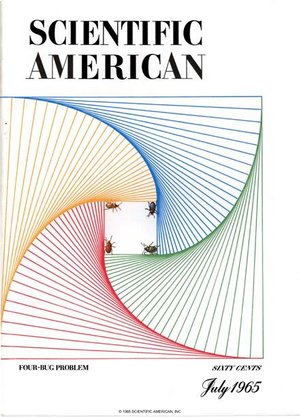 SCIENTIFIC
AMERICAN
FOUR-BUG PROBLEM
SIXTY CENTS
July 1965
© 1965 SCIENTIFIC AMERICAN, INC